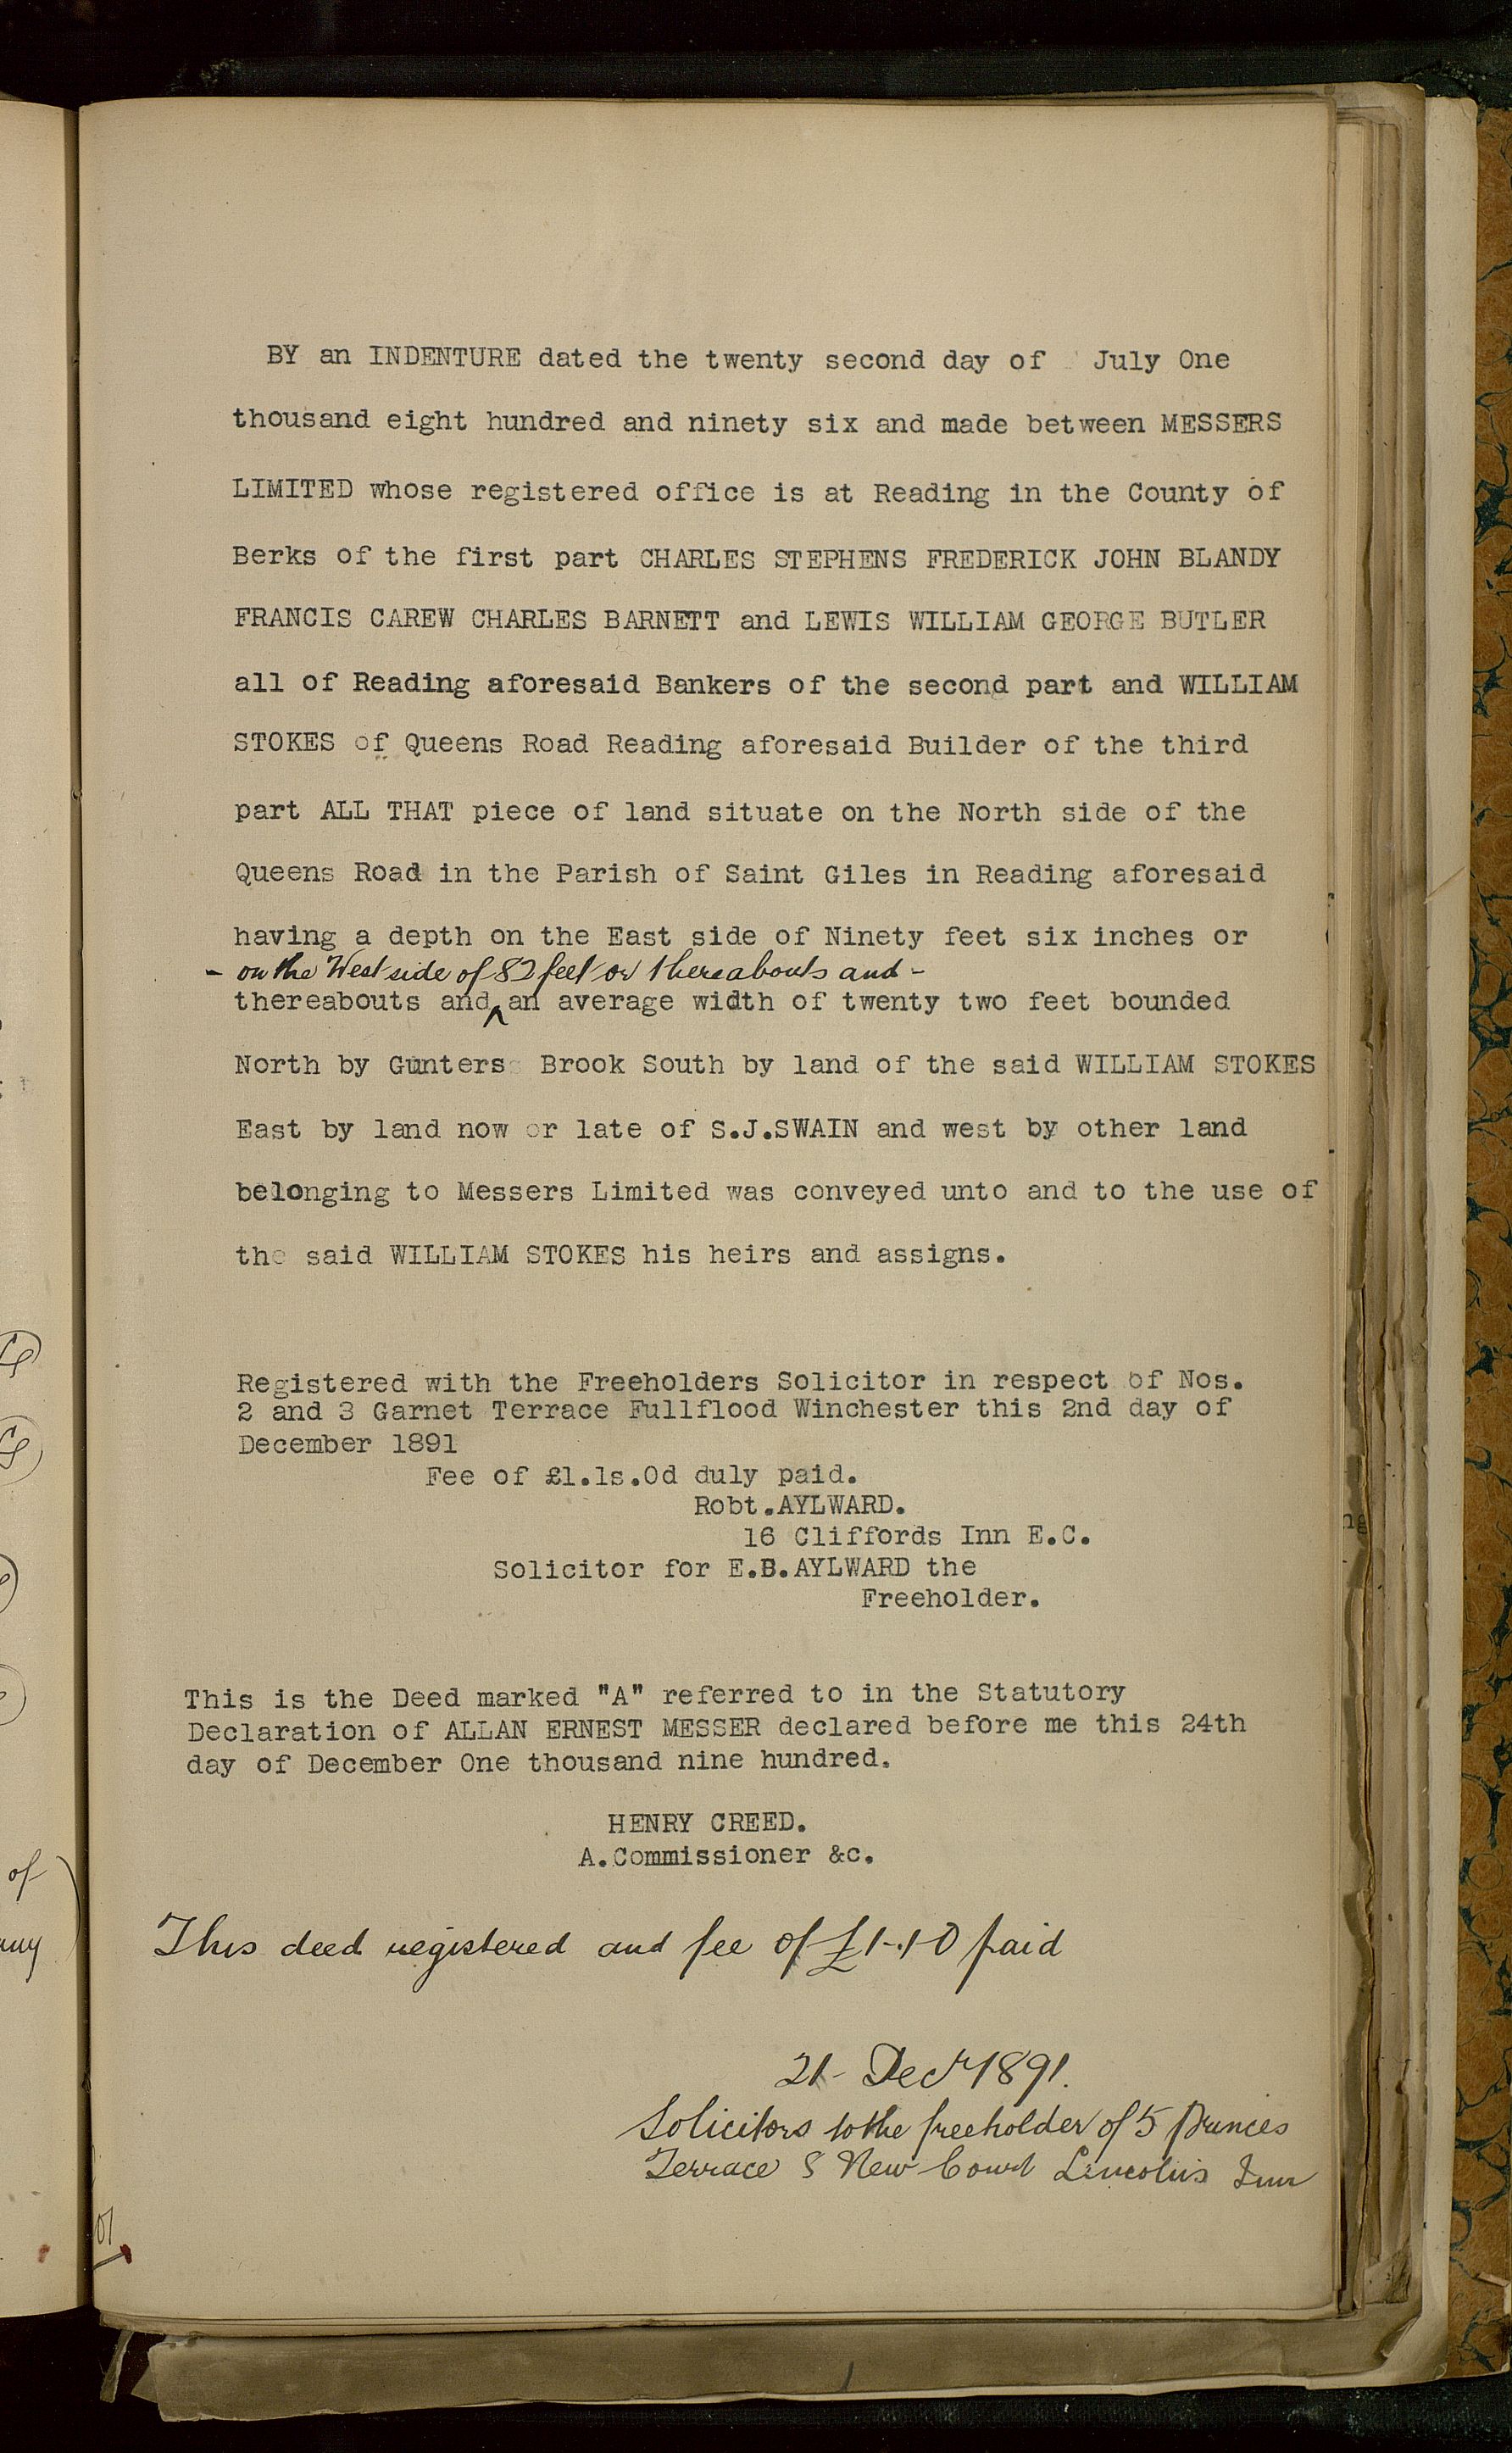 BY an INDENTURE dated the twenty second day of July One
thousand eight hundred and ninety six and made between MESSERS
LIMITED whose registered office is at Reading in the County of
Berks of the first part CHARLES STEPHENS FREDERICK JOHN BLANDY
FRANCIS CAREW CHARLES BARNETT and LEWIS WILLIAM GEORGE BUTLER
all of Reading aforesaid Bankers of the second part and WILLIAM
STOKES of Queens Road Reading aforesaid Builder of the third
part ALL THAT piece of land situate on the North side of the
Queens Road in the Parish of Saint Giles in Reading aforesaid
having a depth on the East side of Ninety feet six inches or
- on the West side of 82 feet or thereabouts and -
thereabouts and ^ an average width of twenty two feet bounded
North by Gunters Brook South by land of the said WILLIAM STOKES
East by land now or late of S.J.SWAIN and west by other land
belonging to Messers Limited was conveyed unto and to the use of
the said WILLIAM STOKES his heirs and assigns.
Registered with the Freeholders Solicitor in respect of Nos.
2 and 3 Garnet Terrace Fullflood Winchester this 2nd day of
December 1891
Fee of £1.1s.0d duly paid.
Robt.AYLWARD.
16 Cliffords Inn E.C.
Solicitor for E.B.AYLWARD the
Freeholder.
This is the Deed marked "A" referred to in the Statutory
Declaration of ALLAN ERNEST MESSER declared before me this 24th
day of December One thousand nine hundred.
HENRY CREED.
A.Commissioner &c.
This deed registered and fee of £1-.1-0 paid
21- Decr 1891.
Solicitors to the freeholder of 5 Princes
Terrace 8 New Court Lincolns Inn
of